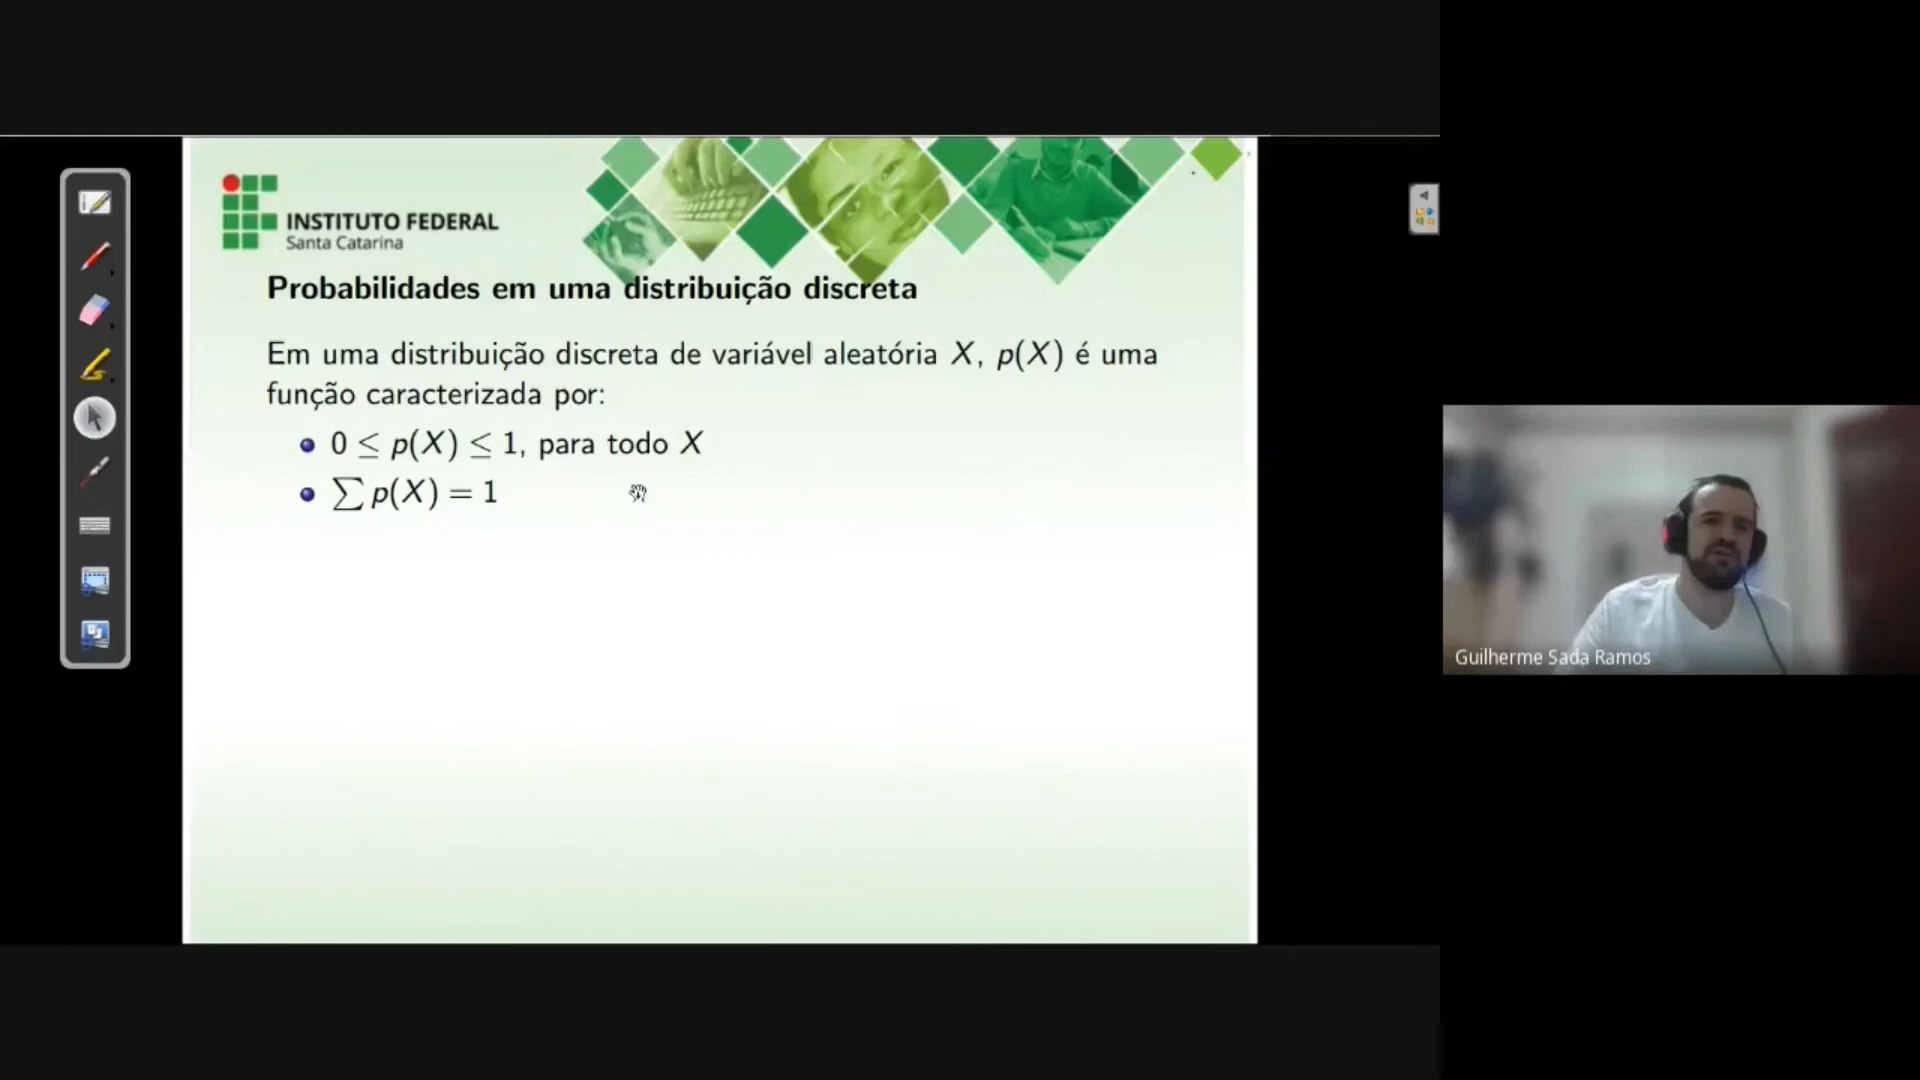 INSTITUTO FEDERAL
Santa Catarina
Probabilidades em uma distribuição discreta
Em uma distribuição discreta de variável aleatória X, p(X) é uma
função caracterizada por:
0 ≤ p(X) ≤ 1, para todo X
∑ p(X) = 1
Guilherme Sada Ramos